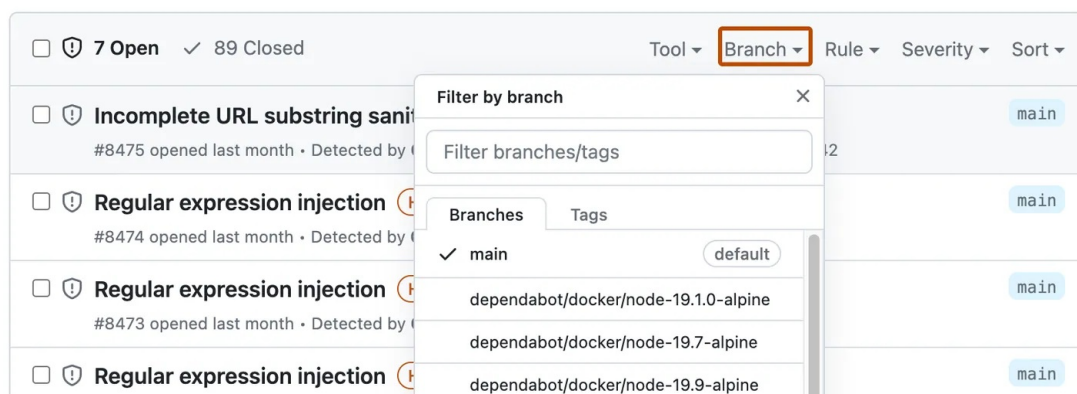 7 Open 89 Closed Tool Branch Rule Severity Sort
Filter by branch
Filter branches/tags
Branches Tags
main default
dependabot/docker/node-19.1.0-alpine
dependabot/docker/node-19.7-alpine
dependabot/docker/node-19.9-alpine
Incomplete URL substring main
#8475 opened last month • Detected by
Regular expression injection main
#8474 opened last month • Detected by
Regular expression injection main
#8473 opened last month • Detected by
Regular expression injection main